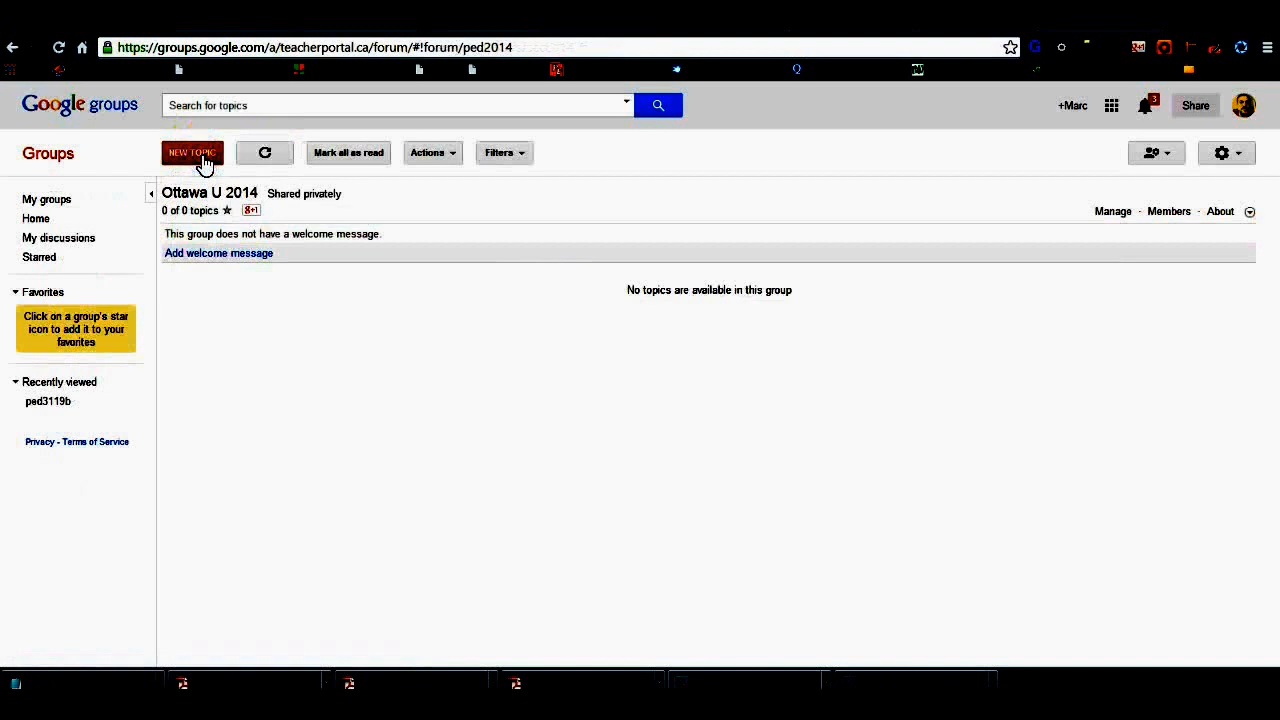 https://groups.google.com/a/teacherportal.ca/forum/#!forum/ped2014
Google groups
Search for topics
+Marc
3
Share
Groups
NEW TOPIC
Mark all as read
Actions
Filters
My groups
Home
My discussions
Starred
Favorites
Click on a group's star
icon to add it to your
favorites
Recently viewed
ped3119b
Privacy - Terms of Service
Ottawa U 2014 Shared privately
0 of 0 topics
g+1
Manage - Members - About
This group does not have a welcome message.
Add welcome message
No topics are available in this group